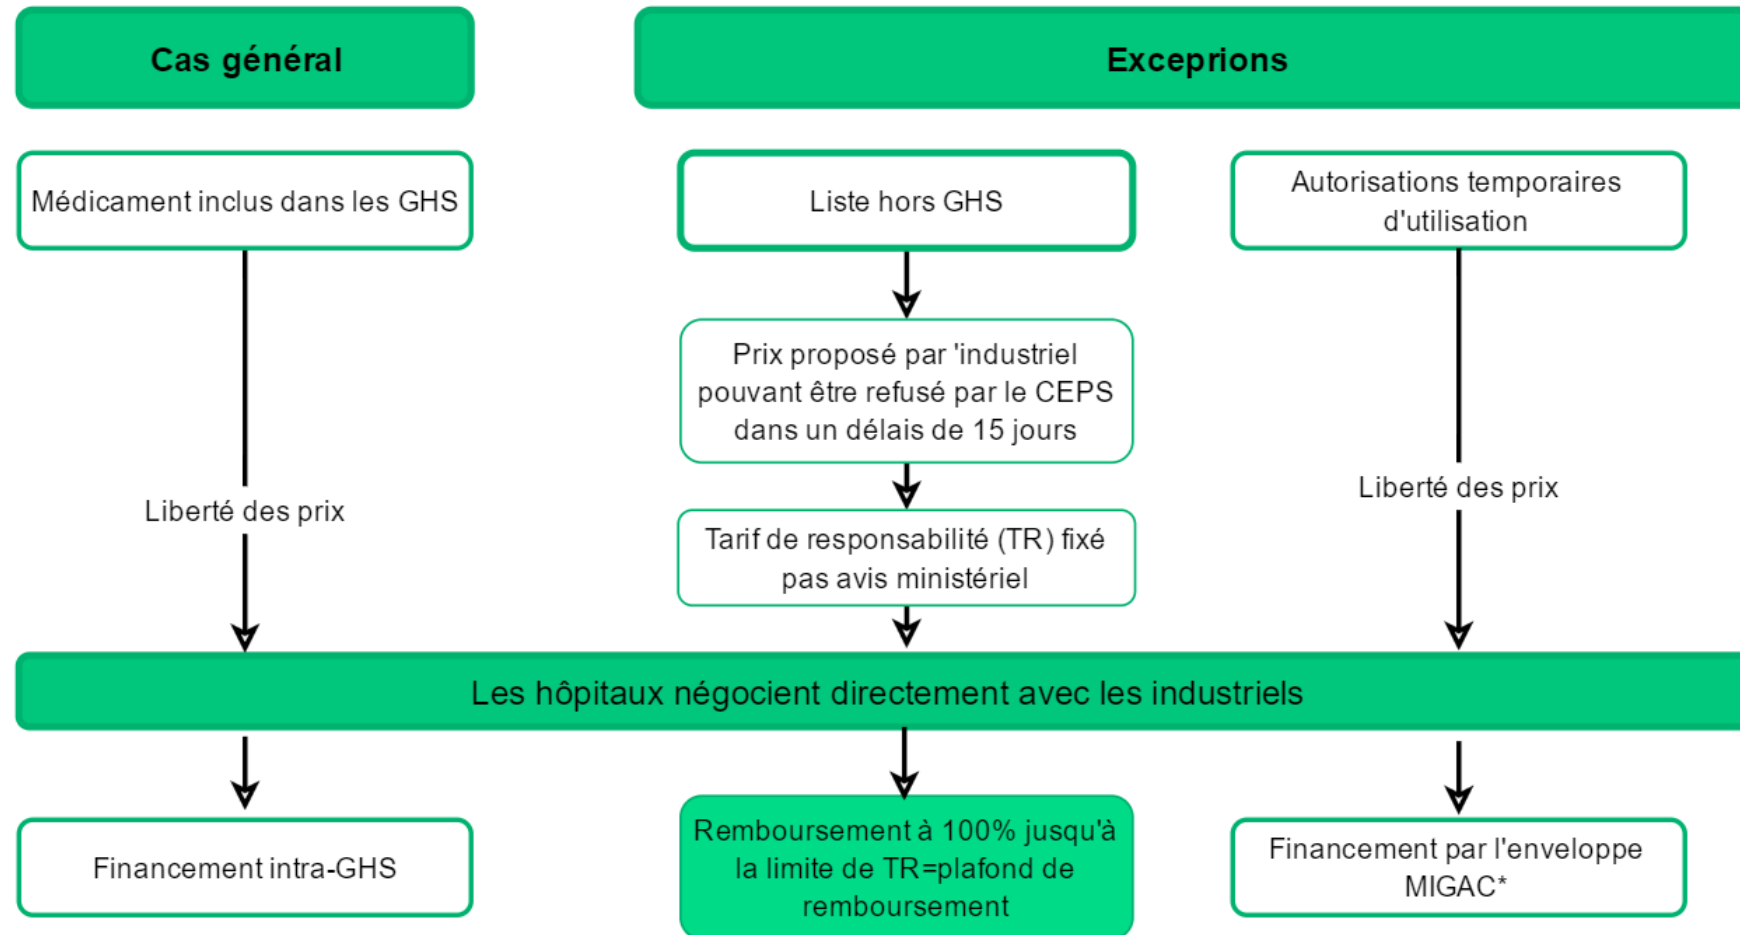 Cas général
Exceprions
Médicament inclus dans les GHS
Liste hors GHS
Autorisations temporaires
d'utilisation
Prix proposé par 'industriel
pouvant être refusé par le CEPS
dans un délais de 15 jours
Liberté des prix
Liberté des prix
Tarif de responsabilité (TR) fixé
pas avis ministériel
Les hôpitaux négocient directement avec les industriels
Financement intra-GHS
Remboursement à 100% jusqu'à
la limite de TR=plafond de
remboursement
Financement par l'enveloppe
MIGAC*